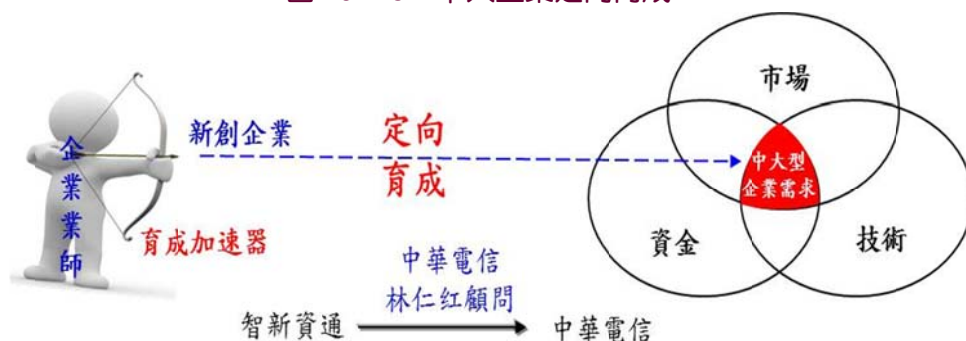 市場
新創企業
定向
育成
中大型
企業需求
企業業師
育成加速器
資金
技術
中華電信
林仁红顧問
智新資通
中華電信